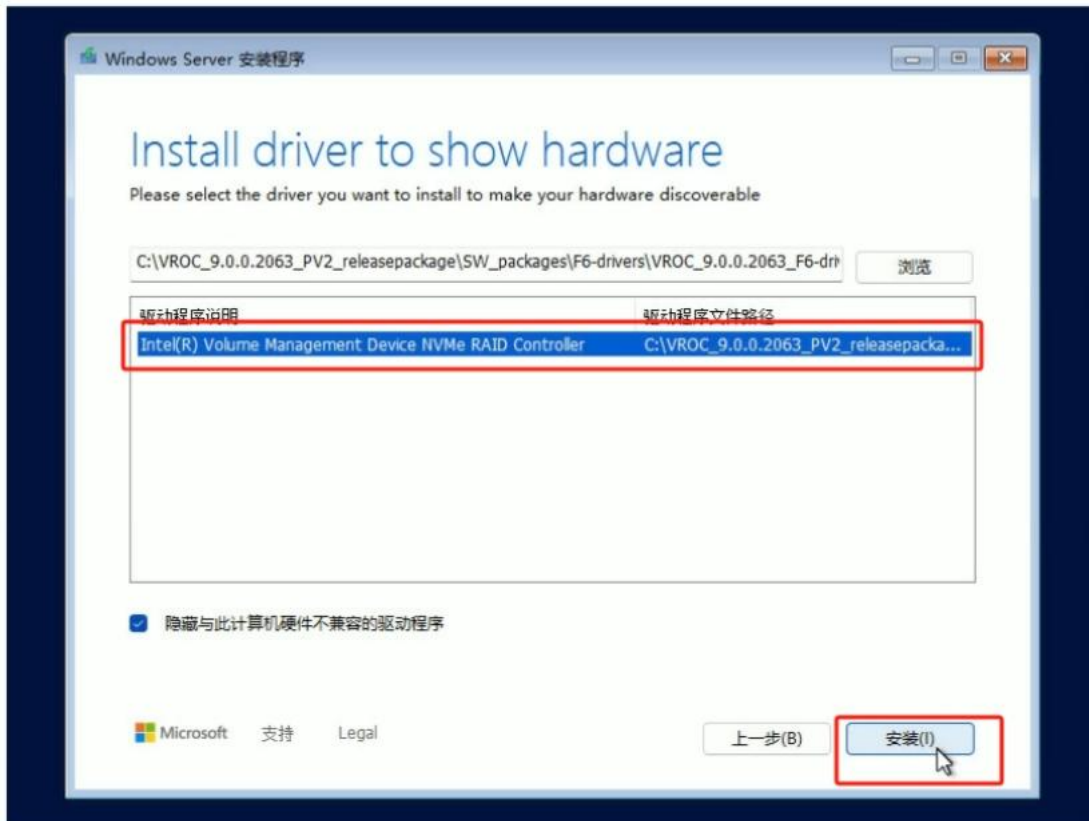 Windows Server 安装程序
Install driver to show hardware
Please select the driver you want to install to make your hardware discoverable
C:\VROC_9.0.0.2063_PV2_releasepackage\SW_packages\F6-drivers\VROC_9.0.0.2063_F6-driv
浏览
驱动程序说明 驱动程序文件路径
Intel(R) Volume Management Device NVMe RAID Controller C:\VROC_9.0.0.2063_PV2_releasepacka...
隐藏与此计算机硬件不兼容的驱动程序
Microsoft 支持 Legal
上一步(B) 安装(I)